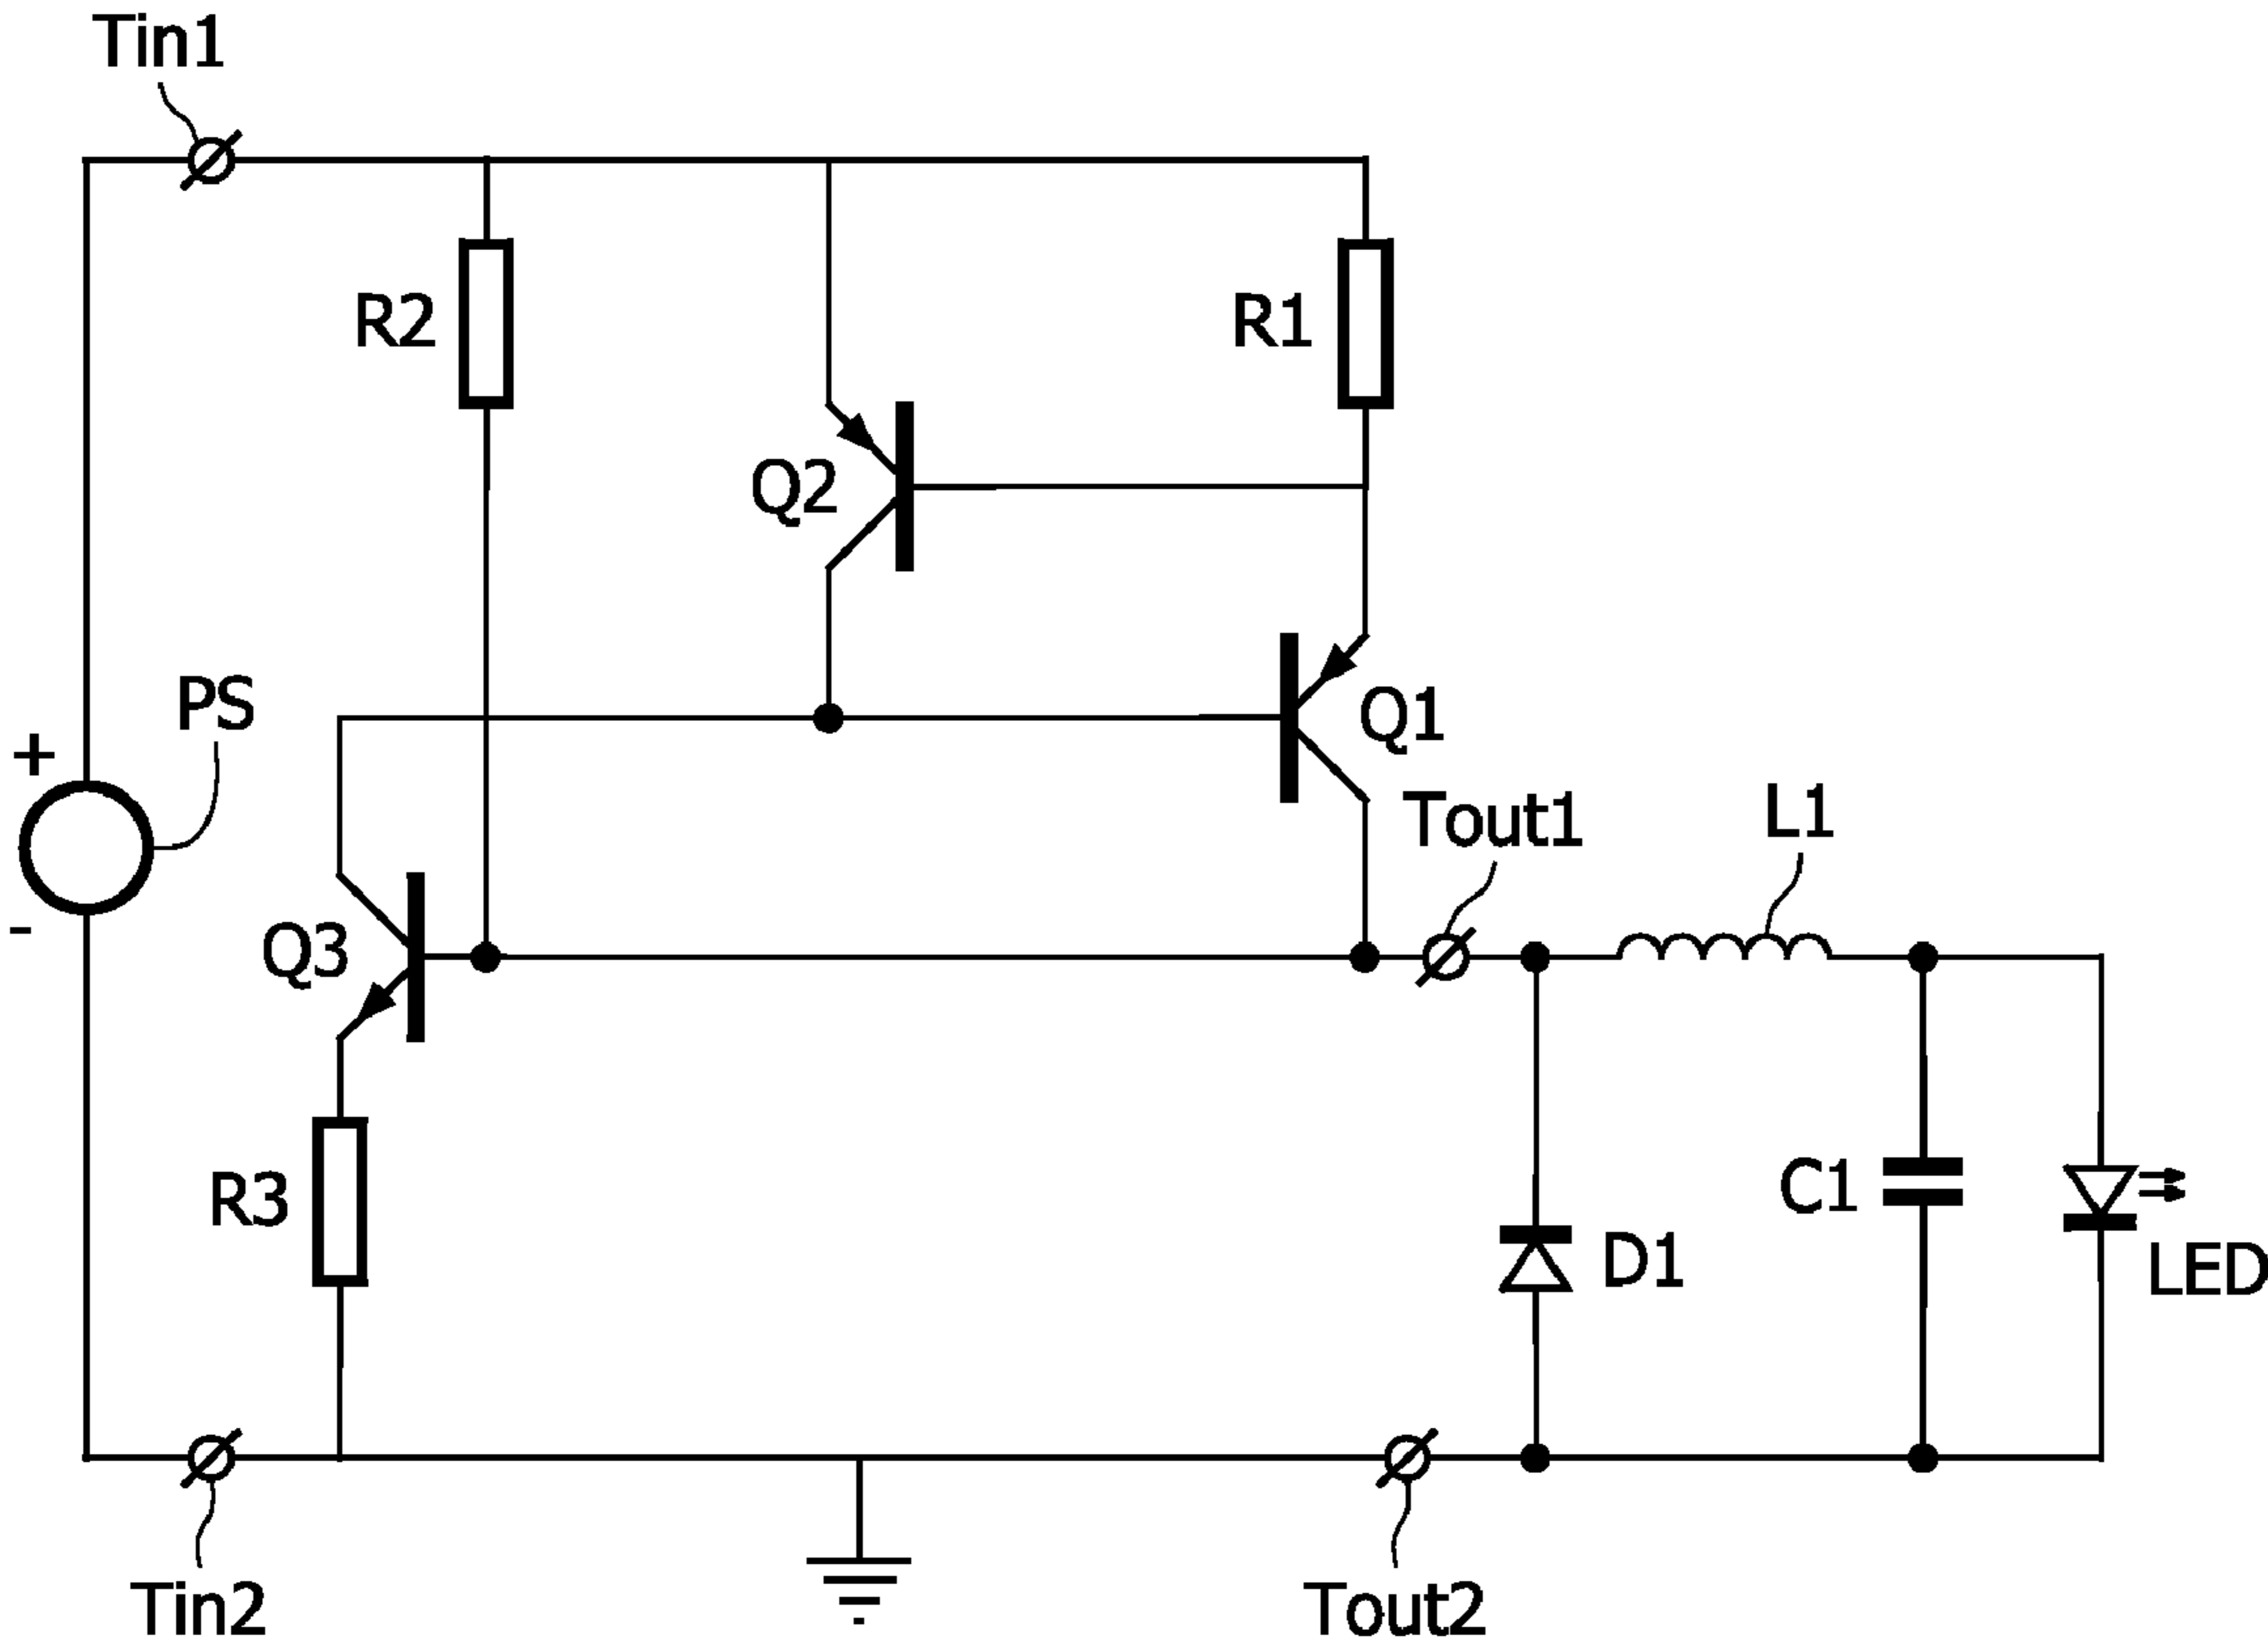 Tin1
R2
R1
Q2
PS
+
Q1
Tout1
L1
-
Q3
R3
C1
D1
LED
Tin2
Tout2